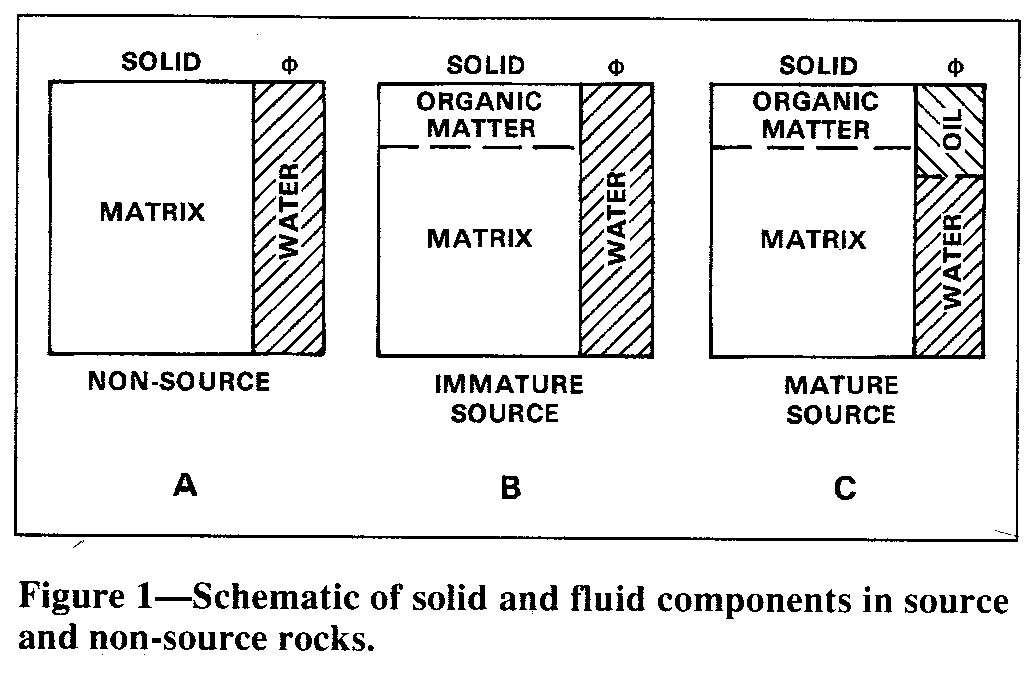 SOLID Φ
MATRIX
WATER
NON-SOURCE
A
SOLID Φ
ORGANIC
MATTER
MATRIX
WATER
IMMATURE
SOURCE
B
SOLID Φ
ORGANIC
MATTER
MATRIX
OIL
WATER
MATURE
SOURCE
C
Figure 1—Schematic of solid and fluid components in source
and non-source rocks.